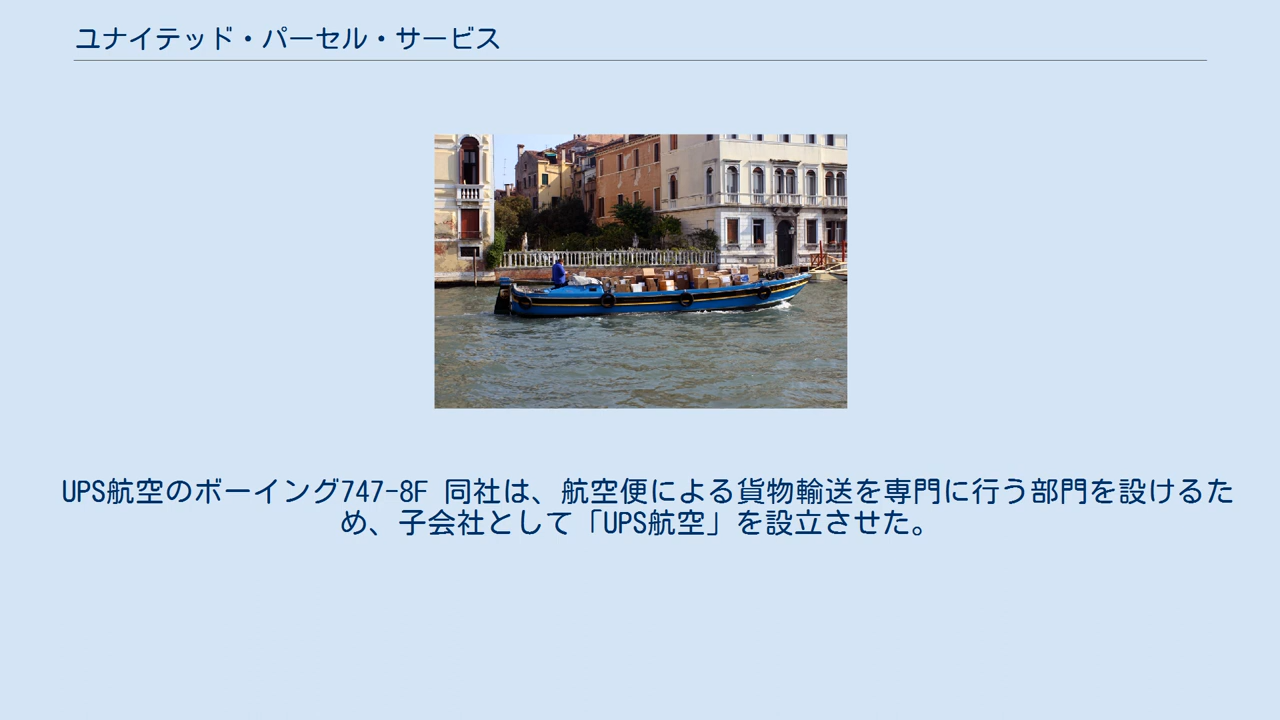 ユナイテッド・パーセル・サービス
UPS航空のボーイング747-8F 同社は、航空便による貨物輸送を専門に行う部門を設けるた
め、子会社として「UPS航空」を設立させた。